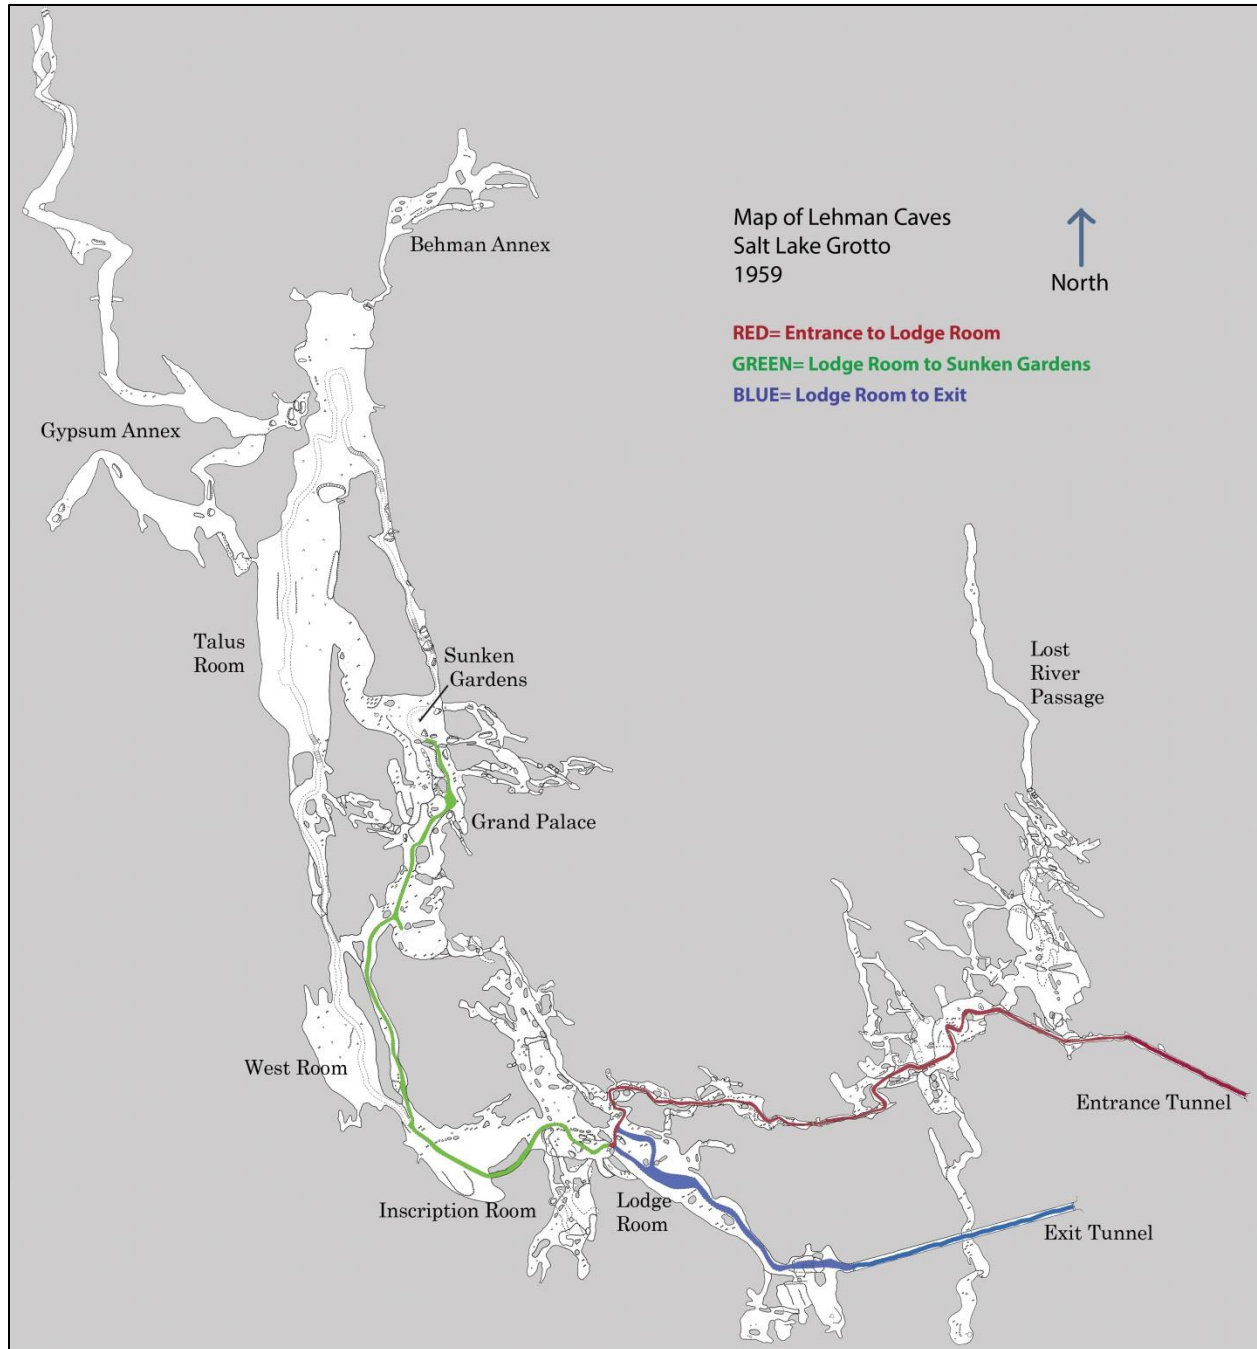 Behman Annex
Map of Lehman Caves
Salt Lake Grotto
1959
North
RED= Entrance to Lodge Room
GREEN= Lodge Room to Sunken Gardens
BLUE= Lodge Room to Exit
Gypsum Annex
Talus
Room
Sunken
Gardens
Lost
River
Passage
Grand Palace
West Room
Entrance Tunnel
Inscription Room
Lodge
Room
Exit Tunnel